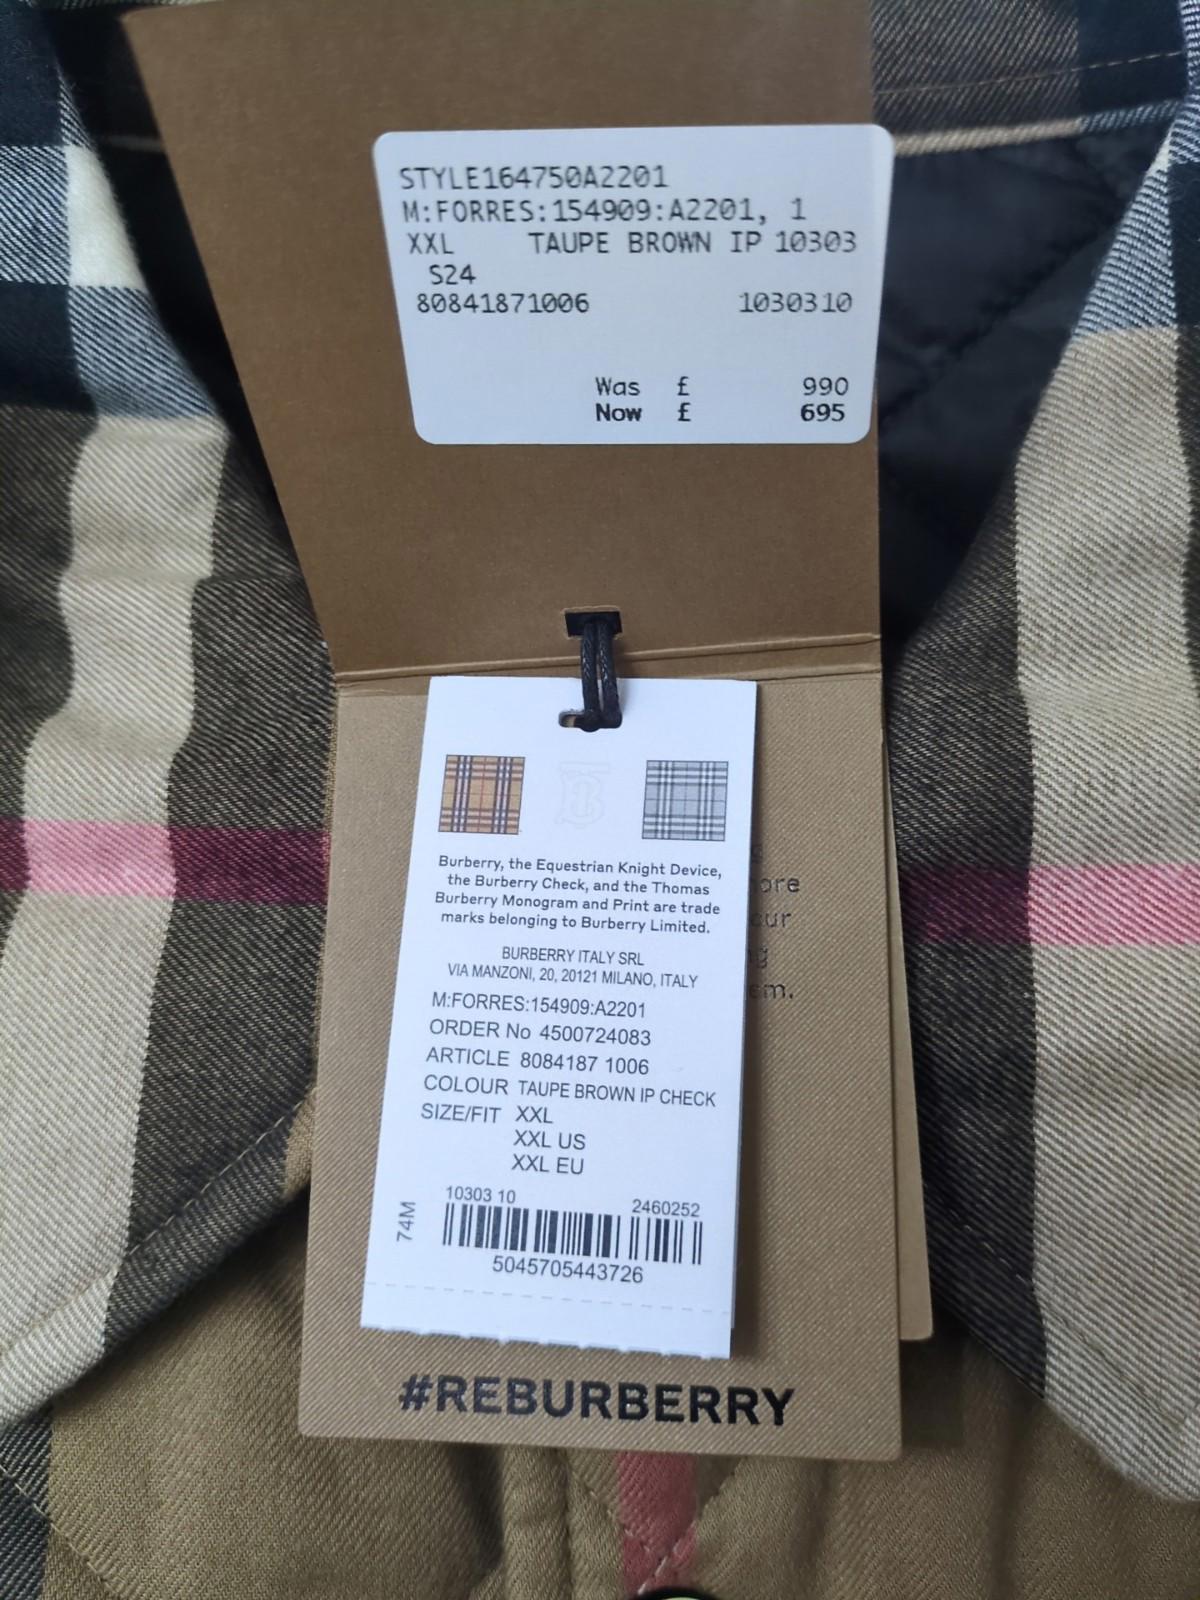 STYLE164750A2201
M:FORRES:154909:A2201, 1
XXL TAUPE BROWN IP 10303
S24
80841871006 1030310
Was £ 990
Now £ 695
Burberry, the Equestrian Knight Device,
the Burberry Check, and the Thomas
Burberry Monogram and Print are trade
marks belonging to Burberry Limited.
BURBERRY ITALY SRL
VIA MANZONI, 20, 20121 MILANO, ITALY
M:FORRES:154909:A2201
ORDER No 4500724083
ARTICLE 8084187 1006
COLOUR TAUPE BROWN IP CHECK
SIZE/FIT XXL
XXL US
XXL EU
10303 10 2460252
74M
5045705443726
#REBURBERRY